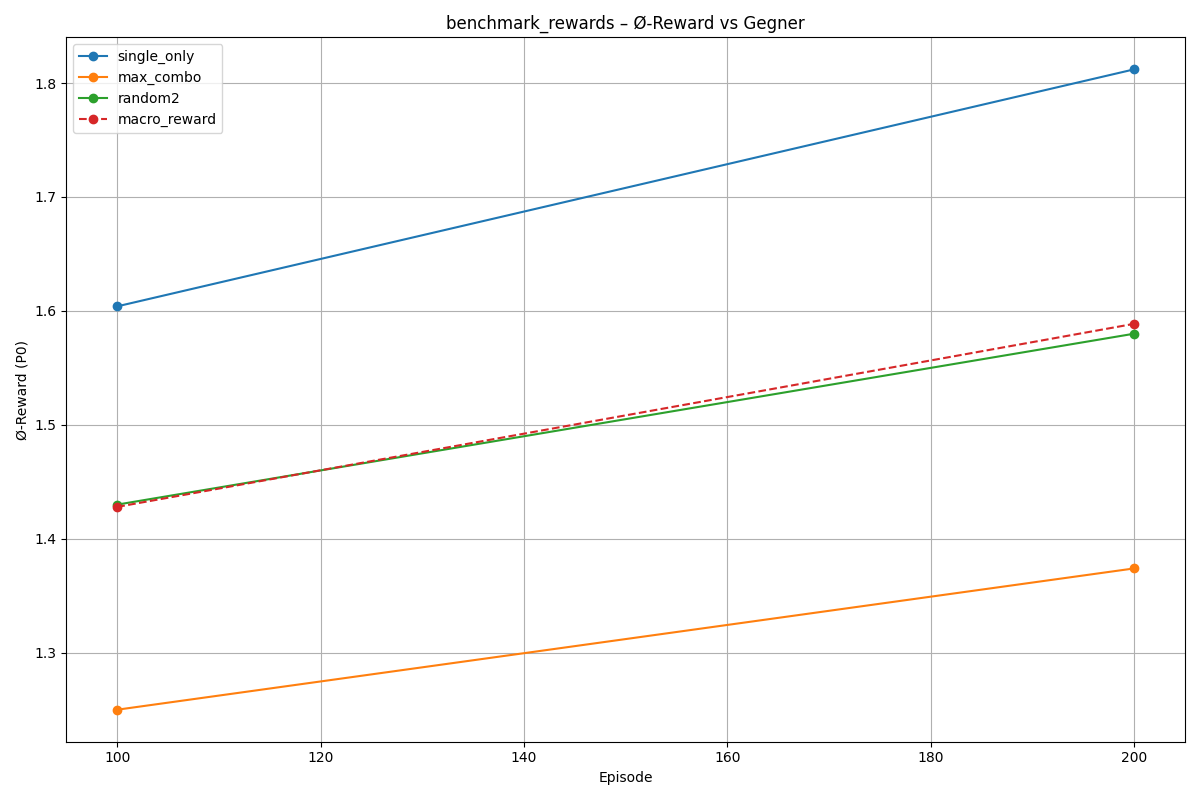 benchmark_rewards – Ø-Reward vs Gegner
single_only
max_combo
random2
macro_reward
Ø-Reward (P0)
1.8
1.7
1.6
1.5
1.4
1.3
100 120 140 160 180 200
Episode